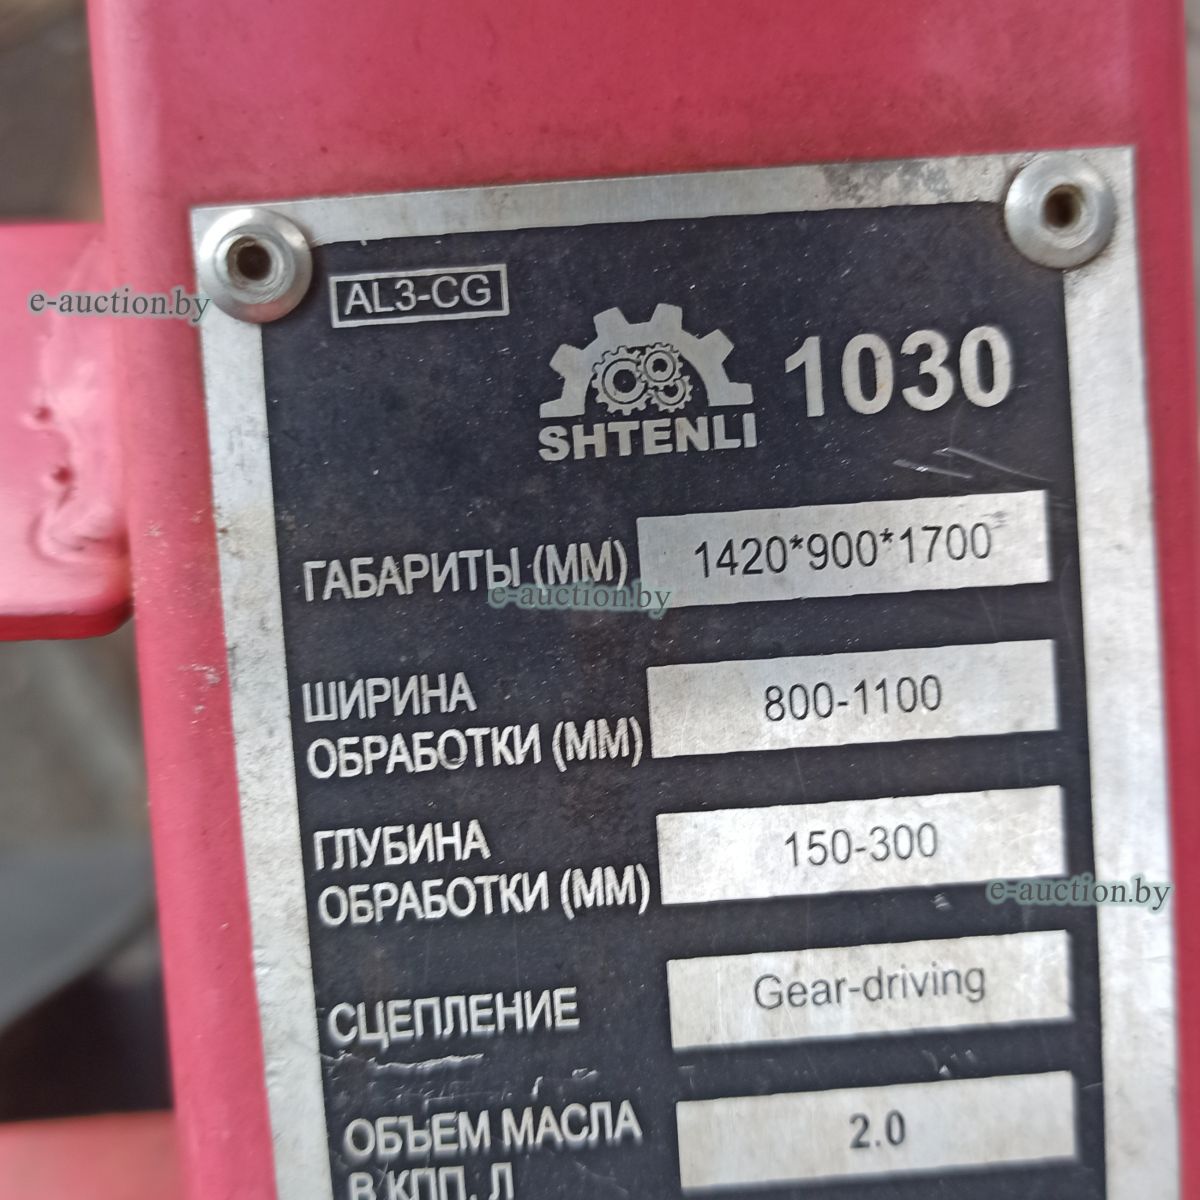 AL3-CG
SHTENLI
1030
e-auction.by
ГАБАРИТЫ (ММ) 1420*900*1700
e-auction.by
ШИРИНА
ОБРАБОТКИ (ММ) 800-1100
ГЛУБИНА
ОБРАБОТКИ (ММ) 150-300
e-auction.by
СЦЕПЛЕНИЕ Gear-driving
ОБЪЕМ МАСЛА
В КПП, Л 2.0